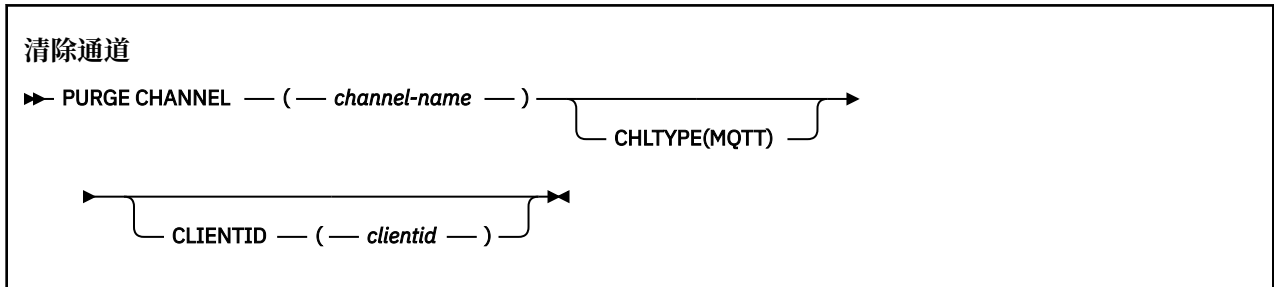 清除通道
PURGE CHANNEL ( channel-name )
CHLTYPE(MQTT)
CLIENTID ( clientid )